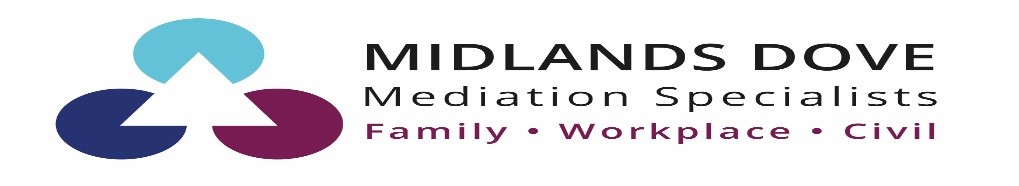 MIDLANDS DOVE
Mediation Specialists
Family • Workplace • Civil